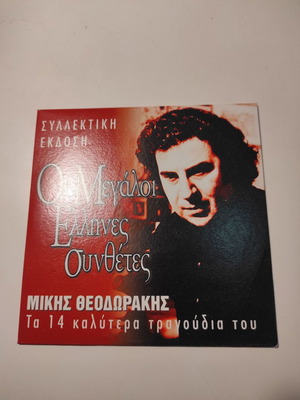 ΣΥΛΛΕΚΤΙΚΗ
ΕΚΔΟΣΗ
Οι Μεγάλοι
Έλληνες
Συνθέτες
ΜΙΚΗΣ ΘΕΟΔΩΡΑΚΗΣ
Τα 14 καλύτερα τραγούδια του